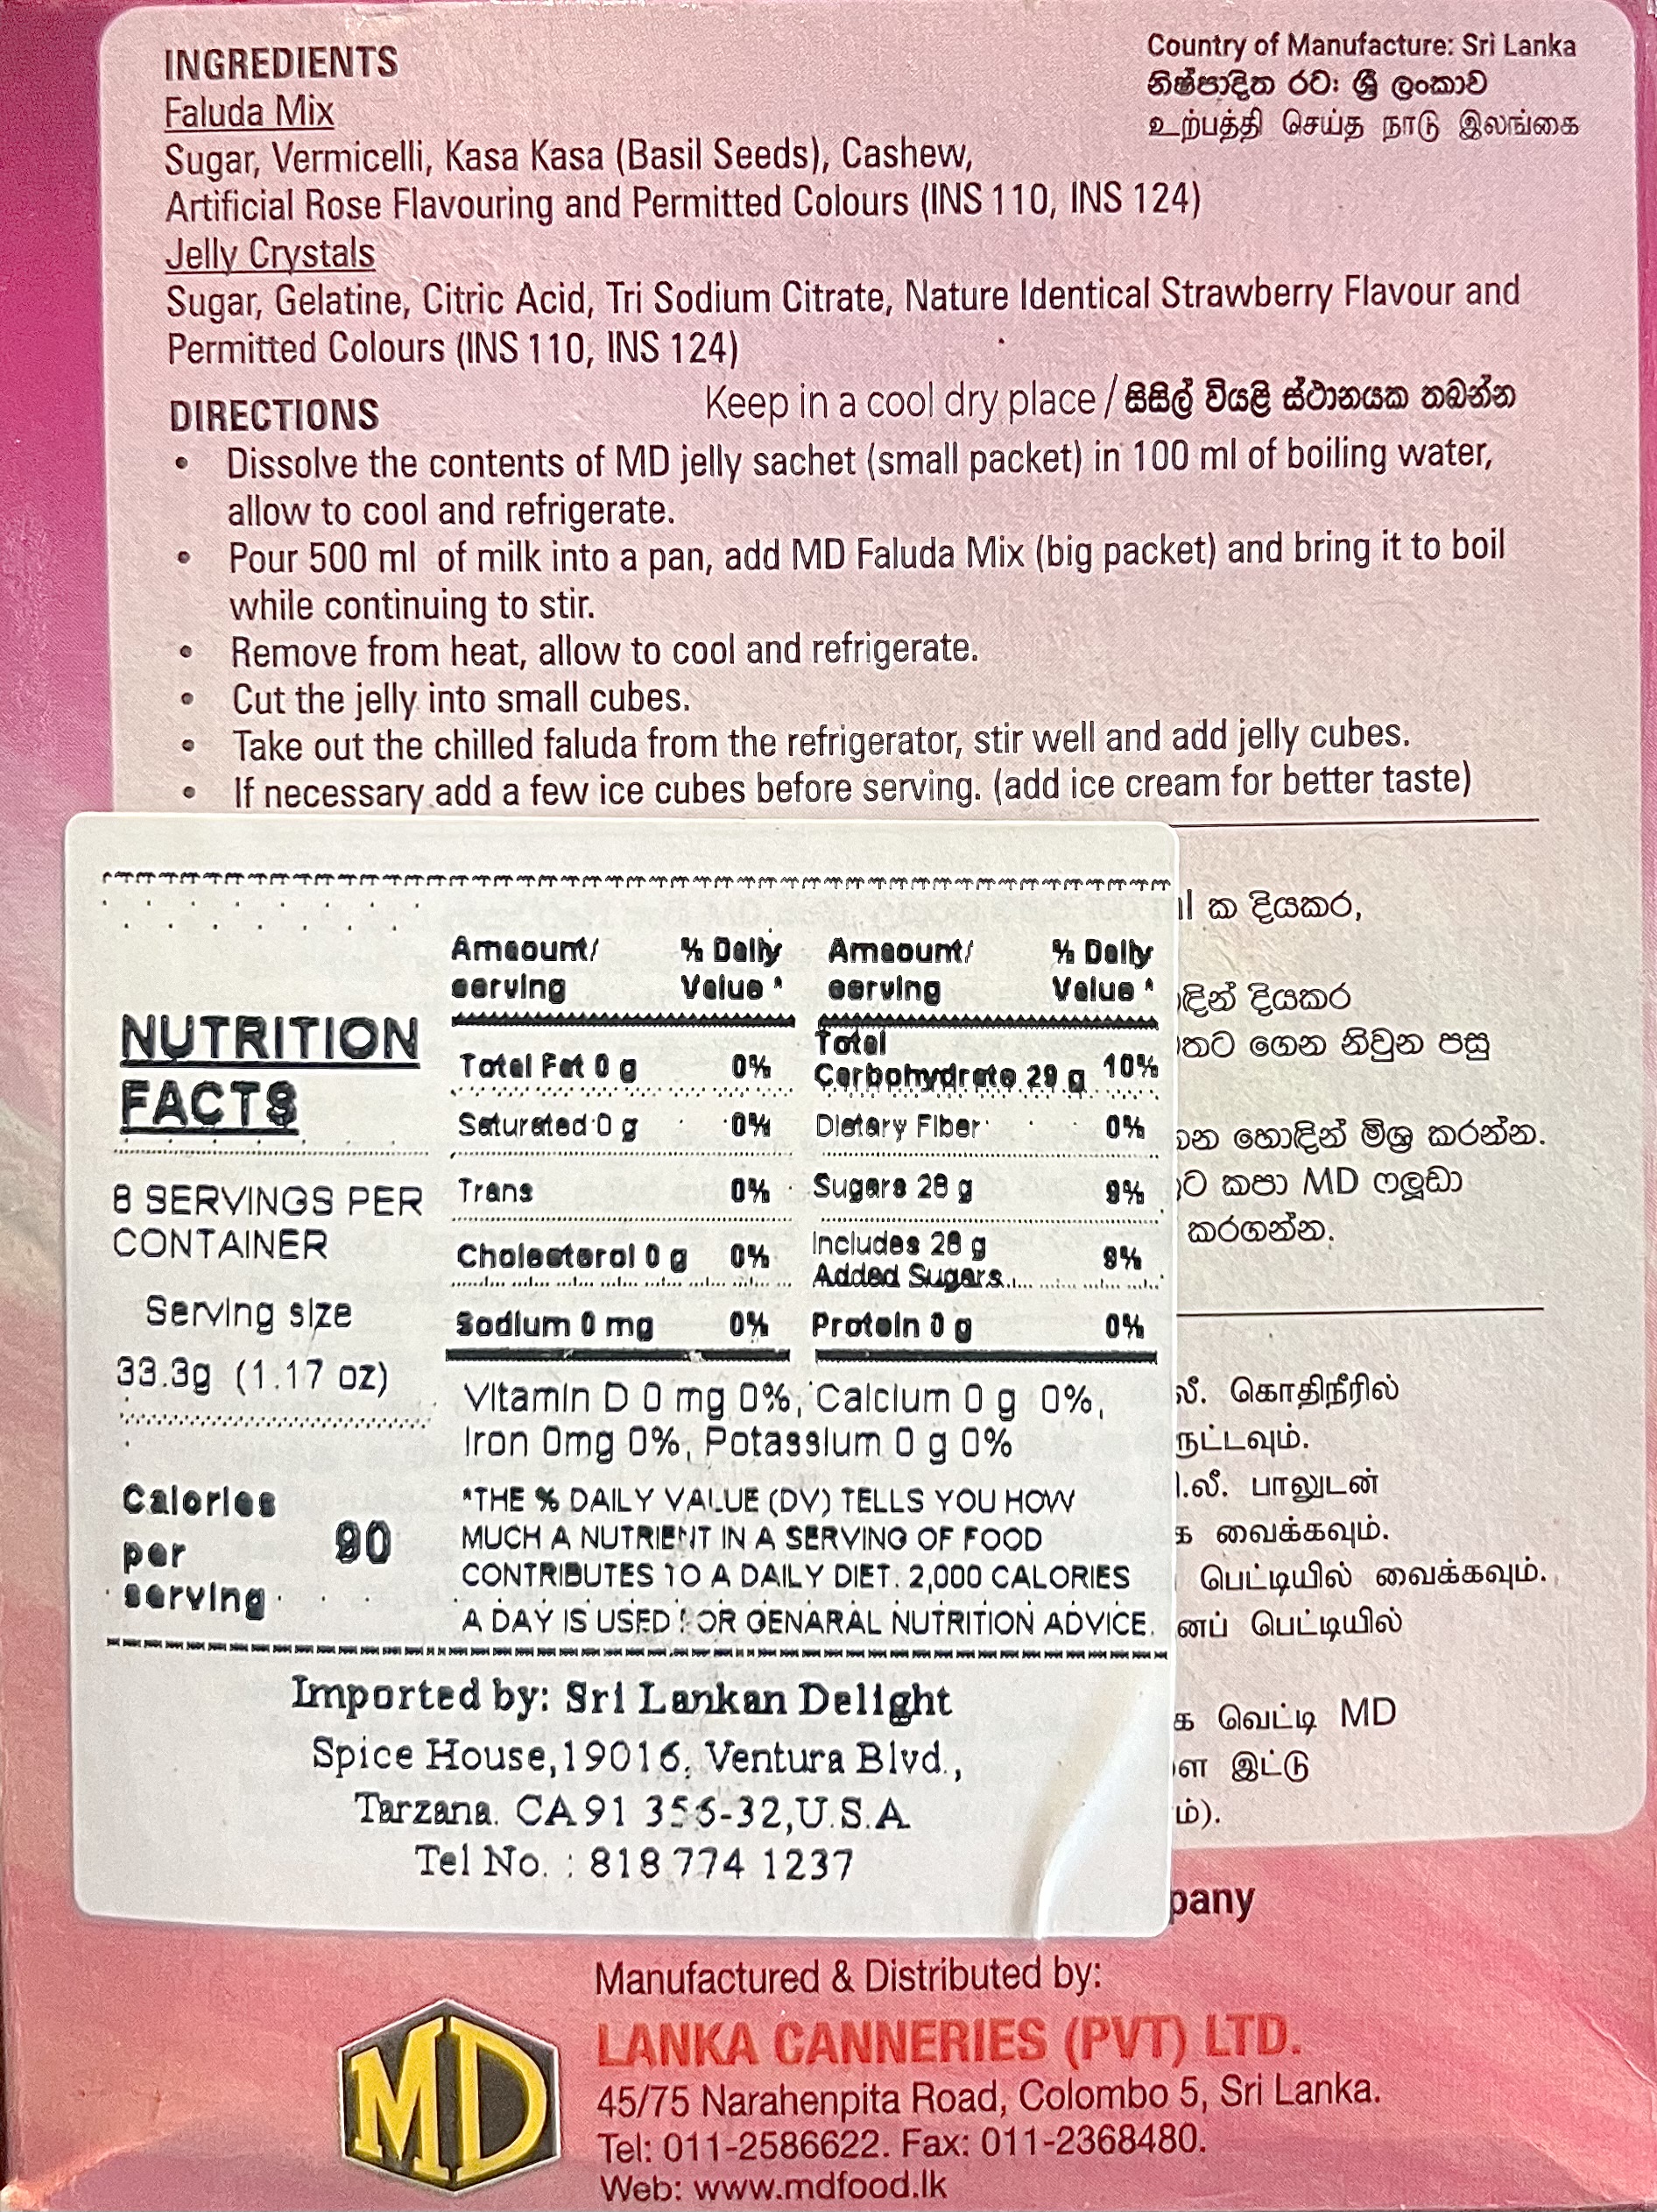 INGREDIENTS
Faluda Mix
Sugar, Vermicelli, Kasa Kasa (Basil Seeds), Cashew,
Artificial Rose Flavouring and Permitted Colours (INS 110, INS 124)
Jelly Crystals
Sugar, Gelatine, Citric Acid, Tri Sodium Citrate, Nature Identical Strawberry Flavour and
Permitted Colours (INS 110, INS 124)
Country of Manufacture: Sri Lanka
නිෂ්පාදිත රට: ශ්‍රී ලංකාව
உற்பத்தி செய்த நாடு இலங்கை
DIRECTIONS
Keep in a cool dry place / සිසිල් වියළි ස්ථානයක තබන්න
• Dissolve the contents of MD jelly sachet (small packet) in 100 ml of boiling water,
allow to cool and refrigerate.
• Pour 500 ml of milk into a pan, add MD Faluda Mix (big packet) and bring it to boil
while continuing to stir.
• Remove from heat, allow to cool and refrigerate.
• Cut the jelly into small cubes.
• Take out the chilled faluda from the refrigerator, stir well and add jelly cubes.
• If necessary add a few ice cubes before serving. (add ice cream for better taste)
ක දියකර,
දියකර
ගෙන නිවුන පසු
හොඳින් මිශ්‍ර කරන්න.
කපා MD ෆලූඩා
කරගන්න.
கொதிநீரில்
பாலுடன்
வைக்கவும்.
பெட்டியில் வைக்கவும்.
பெட்டியில்
வெட்டி MD
இட்டு
NUTRITION
FACTS
8 SERVINGS PER
CONTAINER
Serving size
33.3g (1.17 oz)
Calories
per
serving
90
Amaount/ % Daily Amaount/ % Daily
serving Value * serving Value *
Total Fat 0 g 0%
Saturated 0 g 0%
Trans 0%
Cholesterol 0 g 0%
Sodium 0 mg 0%
Total
Carbohydrate 29 g 10%
Dietary Fiber 0%
Sugars 28 g 9%
Includes 28 g
Added Sugars 9%
Protein 0 g 0%
Vitamin D 0 mg 0%, Calcium 0 g 0%,
Iron 0mg 0%, Potassium 0 g 0%
*THE % DAILY VALUE (DV) TELLS YOU HOW
MUCH A NUTRIENT IN A SERVING OF FOOD
CONTRIBUTES TO A DAILY DIET. 2,000 CALORIES
A DAY IS USED FOR GENARAL NUTRITION ADVICE.
Imported by: Sri Lankan Delight
Spice House,19016, Ventura Blvd.,
Tarzana. CA 91 356-32,U.S.A.
Tel No. : 818 774 1237
Manufactured & Distributed by:
LANKA CANNERIES (PVT) LTD.
45/75 Narahenpita Road, Colombo 5, Sri Lanka.
Tel: 011-2586622. Fax: 011-2368480.
Web: www.mdfood.lk
MD